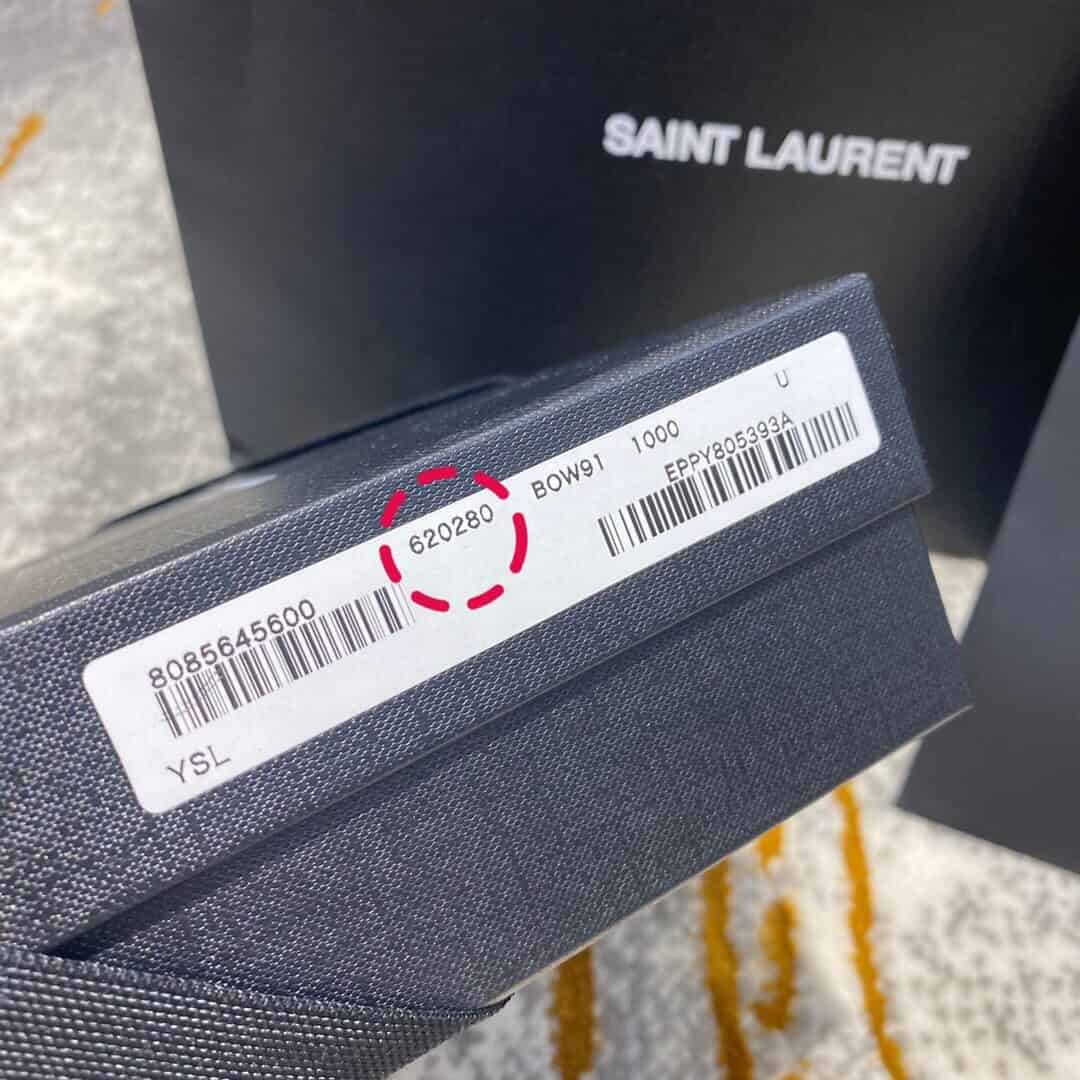 SAINT LAURENT
U
620280 BOW91 1000
8085645600 EPPY805393A
YSL